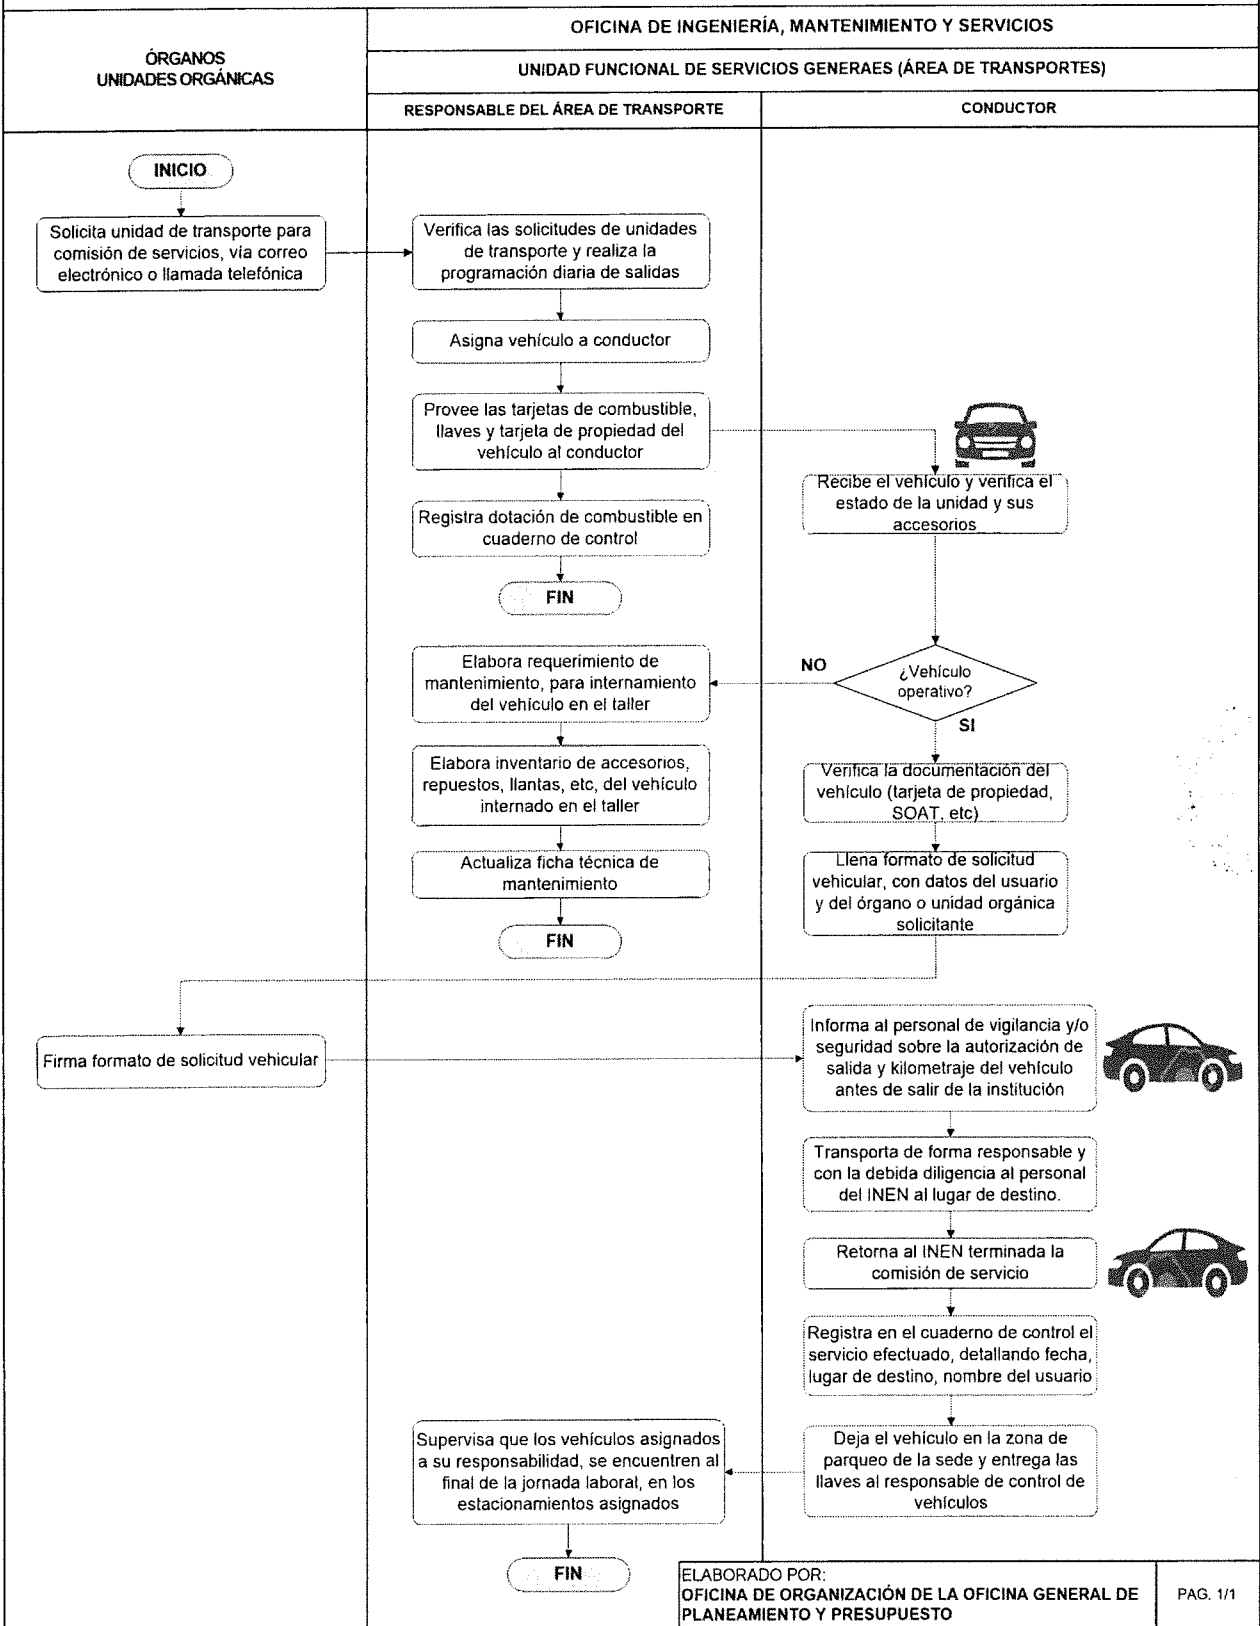 ÓRGANOS
UNIDADES ORGÁNICAS
OFICINA DE INGENIERÍA, MANTENIMIENTO Y SERVICIOS
UNIDAD FUNCIONAL DE SERVICIOS GENERAES (ÁREA DE TRANSPORTES)
RESPONSABLE DEL ÁREA DE TRANSPORTE
CONDUCTOR
INICIO
Solicita unidad de transporte para
comisión de servicios, vía correo
electrónico o llamada telefónica
Verifica las solicitudes de unidades
de transporte y realiza la
programación diaria de salidas
Asigna vehículo a conductor
Provee las tarjetas de combustible,
llaves y tarjeta de propiedad del
vehículo al conductor
Recibe el vehículo y verifica el
estado de la unidad y sus
accesorios
Registra dotación de combustible en
cuaderno de control
FIN
¿Vehículo
operativo?
NO
SI
Elabora requerimiento de
mantenimiento, para internamiento
del vehículo en el taller
Elabora inventario de accesorios,
repuestos, llantas, etc, del vehículo
internado en el taller
Actualiza ficha técnica de
mantenimiento
FIN
Verifica la documentación del
vehículo (tarjeta de propiedad,
SOAT, etc)
Llena formato de solicitud
vehicular, con datos del usuario
y del órgano o unidad orgánica
solicitante
Firma formato de solicitud vehicular
Informa al personal de vigilancia y/o
seguridad sobre la autorización de
salida y kilometraje del vehículo
antes de salir de la institución
Transporta de forma responsable y
con la debida diligencia al personal
del INEN al lugar de destino.
Retorna al INEN terminada la
comisión de servicio
Registra en el cuaderno de control el
servicio efectuado, detallando fecha,
lugar de destino, nombre del usuario
Deja el vehículo en la zona de
parqueo de la sede y entrega las
llaves al responsable de control de
vehículos
Supervisa que los vehículos asignados
a su responsabilidad, se encuentren al
final de la jornada laboral, en los
estacionamientos asignados
FIN
ELABORADO POR:
OFICINA DE ORGANIZACIÓN DE LA OFICINA GENERAL DE
PLANEAMIENTO Y PRESUPUESTO
PAG. 1/1